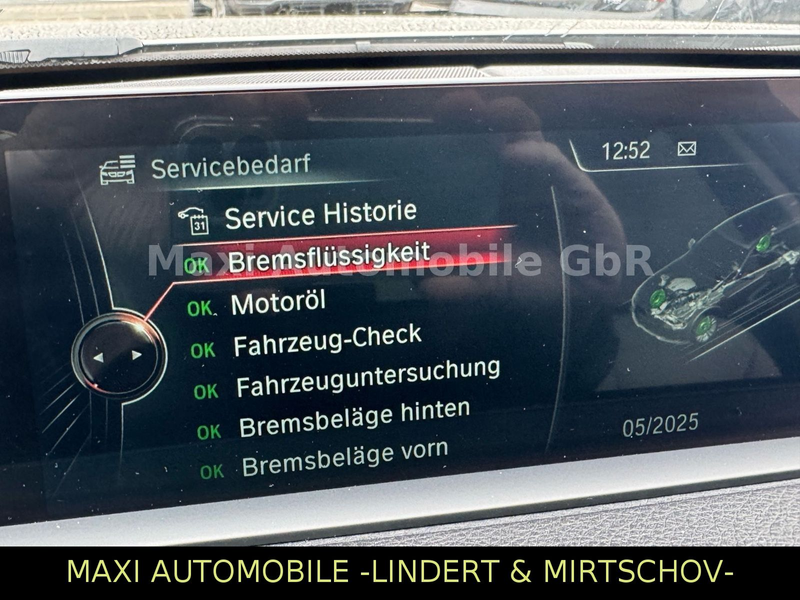 Servicebedarf
12:52
31
Service Historie
OK Bremsflüssigkeit
Maxi Automobile GbR
OK Motoröl
OK Fahrzeug-Check
OK Fahrzeuguntersuchung
OK Bremsbeläge hinten
OK Bremsbeläge vorn
05/2025
MAXI AUTOMOBILE -LINDERT & MIRTSCHOV-